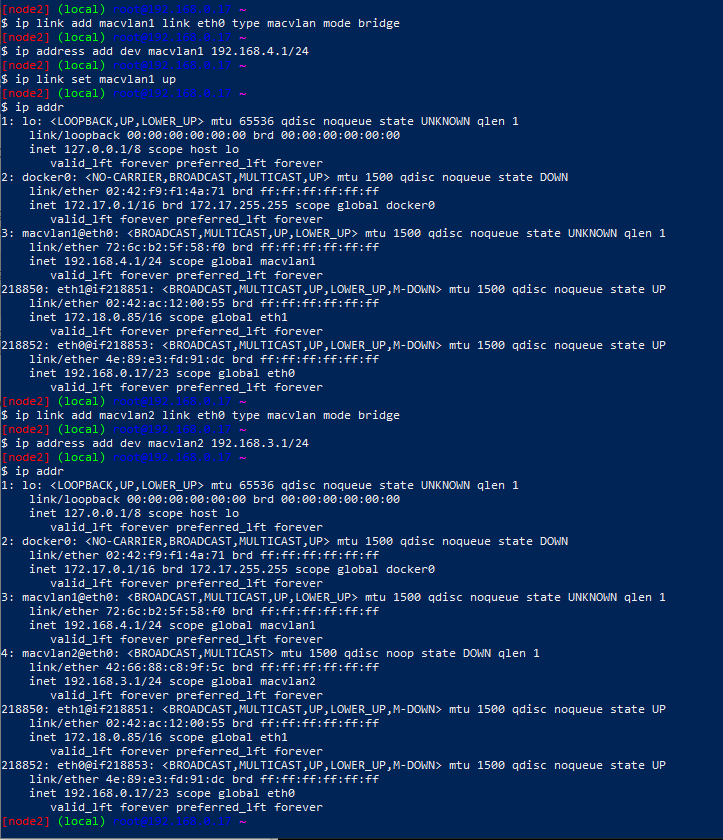 [node2] (local) root@192.168.0.17 ~
$ ip link add macvlan1 link eth0 type macvlan mode bridge
[node2] (local) root@192.168.0.17 ~
$ ip address add dev macvlan1 192.168.4.1/24
[node2] (local) root@192.168.0.17 ~
$ ip link set macvlan1 up
[node2] (local) root@192.168.0.17 ~
$ ip addr
1: lo: <LOOPBACK,UP,LOWER_UP> mtu 65536 qdisc noqueue state UNKNOWN qlen 1
    link/loopback 00:00:00:00:00:00 brd 00:00:00:00:00:00
    inet 127.0.0.1/8 scope host lo
       valid_lft forever preferred_lft forever
2: docker0: <NO-CARRIER,BROADCAST,MULTICAST,UP> mtu 1500 qdisc noqueue state DOWN
    link/ether 02:42:f9:f1:4a:71 brd ff:ff:ff:ff:ff:ff
    inet 172.17.0.1/16 brd 172.17.255.255 scope global docker0
       valid_lft forever preferred_lft forever
3: macvlan1@eth0: <BROADCAST,MULTICAST,UP,LOWER_UP> mtu 1500 qdisc noqueue state UNKNOWN qlen 1
    link/ether 72:6c:b2:5f:58:f0 brd ff:ff:ff:ff:ff:ff
    inet 192.168.4.1/24 scope global macvlan1
       valid_lft forever preferred_lft forever
218850: eth1@if218851: <BROADCAST,MULTICAST,UP,LOWER_UP,M-DOWN> mtu 1500 qdisc noqueue state UP
    link/ether 02:42:ac:12:00:55 brd ff:ff:ff:ff:ff:ff
    inet 172.18.0.85/16 scope global eth1
       valid_lft forever preferred_lft forever
218852: eth0@if218853: <BROADCAST,MULTICAST,UP,LOWER_UP,M-DOWN> mtu 1500 qdisc noqueue state UP
    link/ether 4e:89:e3:fd:91:dc brd ff:ff:ff:ff:ff:ff
    inet 192.168.0.17/23 scope global eth0
       valid_lft forever preferred_lft forever
[node2] (local) root@192.168.0.17 ~
$ ip link add macvlan2 link eth0 type macvlan mode bridge
[node2] (local) root@192.168.0.17 ~
$ ip address add dev macvlan2 192.168.3.1/24
[node2] (local) root@192.168.0.17 ~
$ ip addr
1: lo: <LOOPBACK,UP,LOWER_UP> mtu 65536 qdisc noqueue state UNKNOWN qlen 1
    link/loopback 00:00:00:00:00:00 brd 00:00:00:00:00:00
    inet 127.0.0.1/8 scope host lo
       valid_lft forever preferred_lft forever
2: docker0: <NO-CARRIER,BROADCAST,MULTICAST,UP> mtu 1500 qdisc noqueue state DOWN
    link/ether 02:42:f9:f1:4a:71 brd ff:ff:ff:ff:ff:ff
    inet 172.17.0.1/16 brd 172.17.255.255 scope global docker0
       valid_lft forever preferred_lft forever
3: macvlan1@eth0: <BROADCAST,MULTICAST,UP,LOWER_UP> mtu 1500 qdisc noqueue state UNKNOWN qlen 1
    link/ether 72:6c:b2:5f:58:f0 brd ff:ff:ff:ff:ff:ff
    inet 192.168.4.1/24 scope global macvlan1
       valid_lft forever preferred_lft forever
4: macvlan2@eth0: <BROADCAST,MULTICAST> mtu 1500 qdisc noop state DOWN qlen 1
    link/ether 42:66:88:c8:9f:5c brd ff:ff:ff:ff:ff:ff
    inet 192.168.3.1/24 scope global macvlan2
       valid_lft forever preferred_lft forever
218850: eth1@if218851: <BROADCAST,MULTICAST,UP,LOWER_UP,M-DOWN> mtu 1500 qdisc noqueue state UP
    link/ether 02:42:ac:12:00:55 brd ff:ff:ff:ff:ff:ff
    inet 172.18.0.85/16 scope global eth1
       valid_lft forever preferred_lft forever
218852: eth0@if218853: <BROADCAST,MULTICAST,UP,LOWER_UP,M-DOWN> mtu 1500 qdisc noqueue state UP
    link/ether 4e:89:e3:fd:91:dc brd ff:ff:ff:ff:ff:ff
    inet 192.168.0.17/23 scope global eth0
       valid_lft forever preferred_lft forever
[node2] (local) root@192.168.0.17 ~